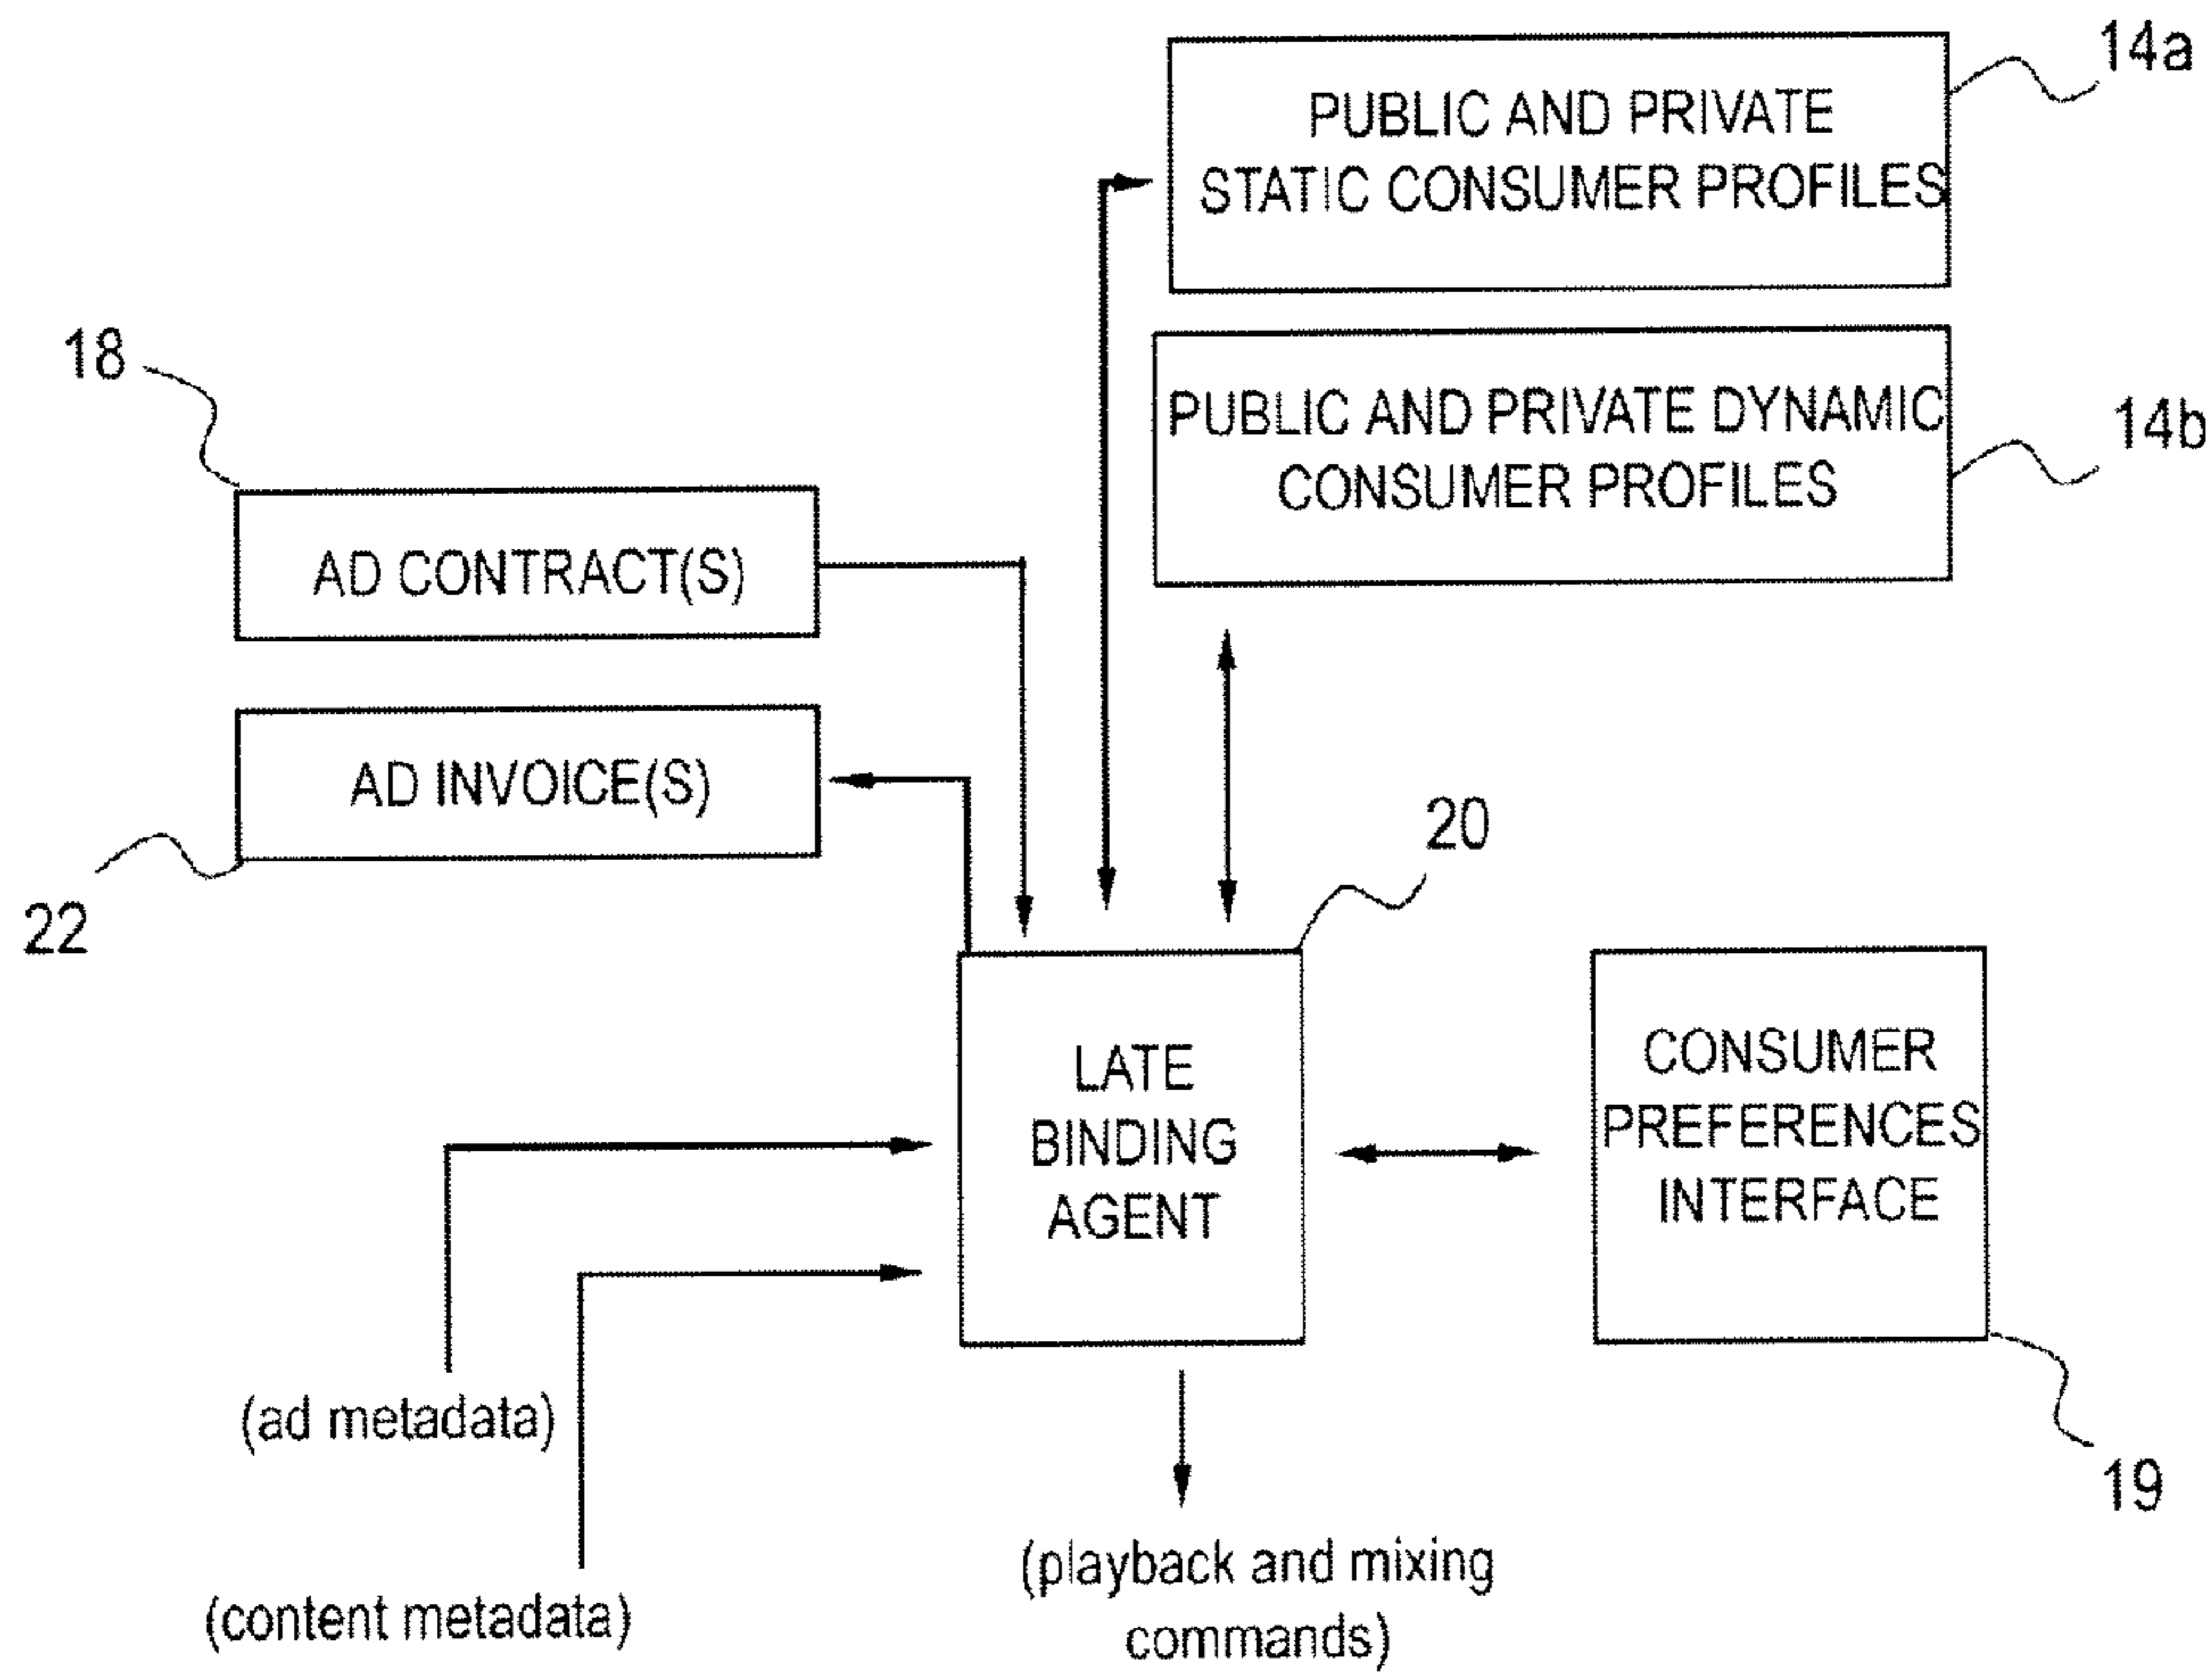 14a
PUBLIC AND PRIVATE
STATIC CONSUMER PROFILES
18
PUBLIC AND PRIVATE DYNAMIC
CONSUMER PROFILES
14b
AD CONTRACT(S)
AD INVOICE(S)
22
20
LATE
BINDING
AGENT
CONSUMER
PREFERENCES
INTERFACE
19
(ad metadata)
(content metadata)
(playback and mixing
commands)